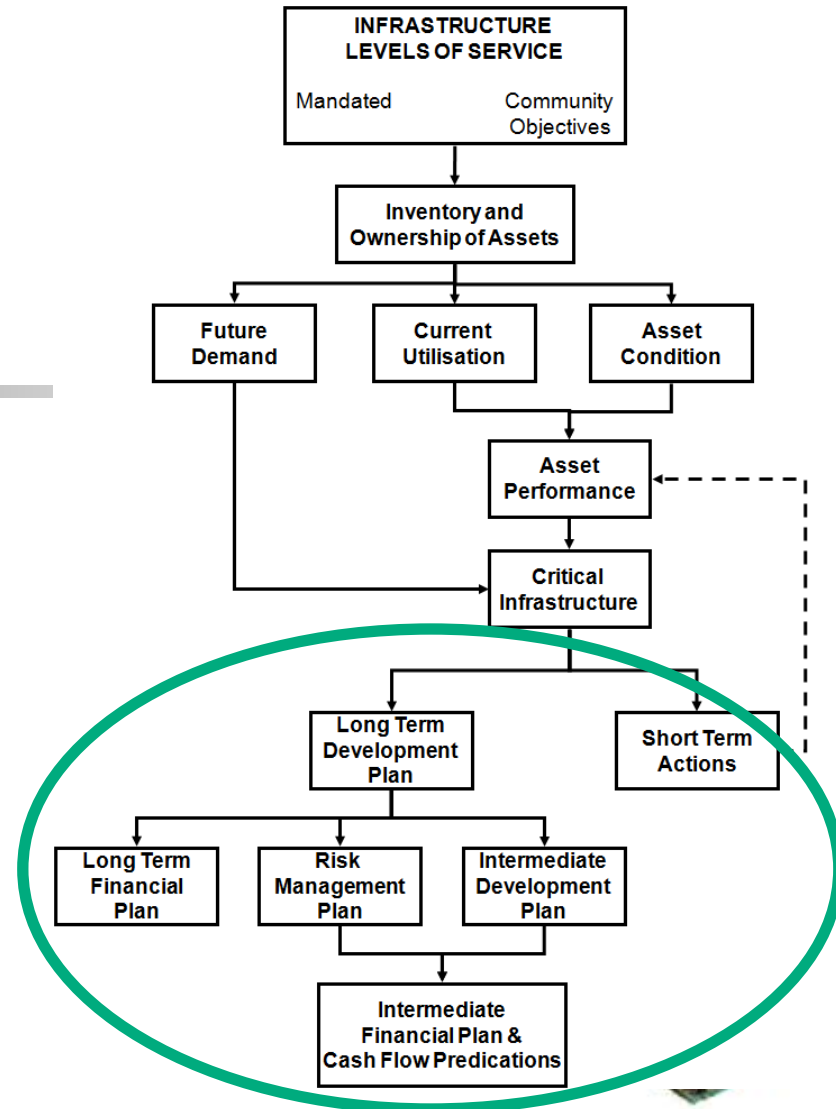 INFRASTRUCTURE
LEVELS OF SERVICE
Mandated
Community
Objectives
Inventory and
Ownership of Assets
Future
Demand
Current
Utilisation
Asset
Condition
Asset
Performance
Critical
Infrastructure
Long Term
Development
Plan
Short Term
Actions
Long Term
Financial
Plan
Risk
Management
Plan
Intermediate
Development
Plan
Intermediate
Financial Plan &
Cash Flow Predications